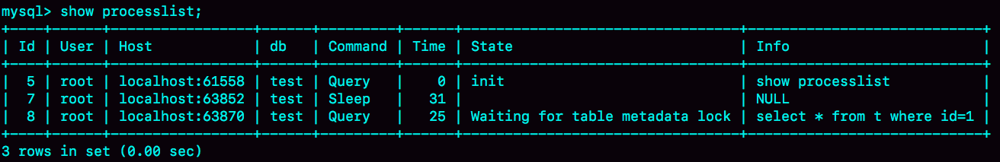 mysql> show processlist;
+----+------+-----------------+------+---------+------+---------------------------------+----------------------------+
| Id | User | Host            | db   | Command | Time | State                           | Info                       |
+----+------+-----------------+------+---------+------+---------------------------------+----------------------------+
|  5 | root | localhost:61558 | test | Query   |    0 | init                            | show processlist           |
|  7 | root | localhost:63852 | test | Sleep   |   31 |                                 | NULL                       |
|  8 | root | localhost:63870 | test | Query   |   25 | Waiting for table metadata lock | select * from t where id=1 |
+----+------+-----------------+------+---------+------+---------------------------------+----------------------------+
3 rows in set (0.00 sec)